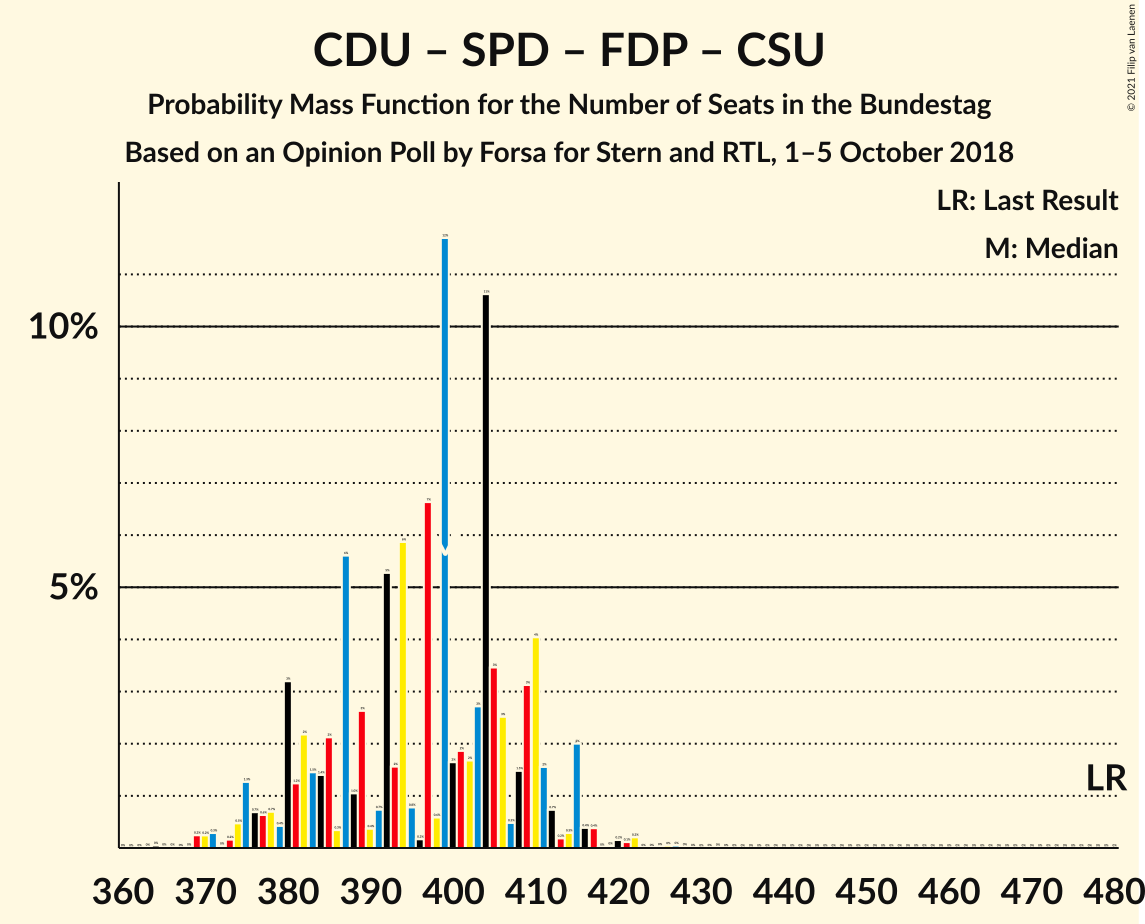 CDU – SPD – FDP – CSU
Probability Mass Function for the Number of Seats in the Bundestag
Based on an Opinion Poll by Forsa for Stern and RTL, 1–5 October 2018
© 2021 Filip van Laenen
LR: Last Result
M: Median
10%
5%
LR
360 370 380 390 400 410 420 430 440 450 460 470 480